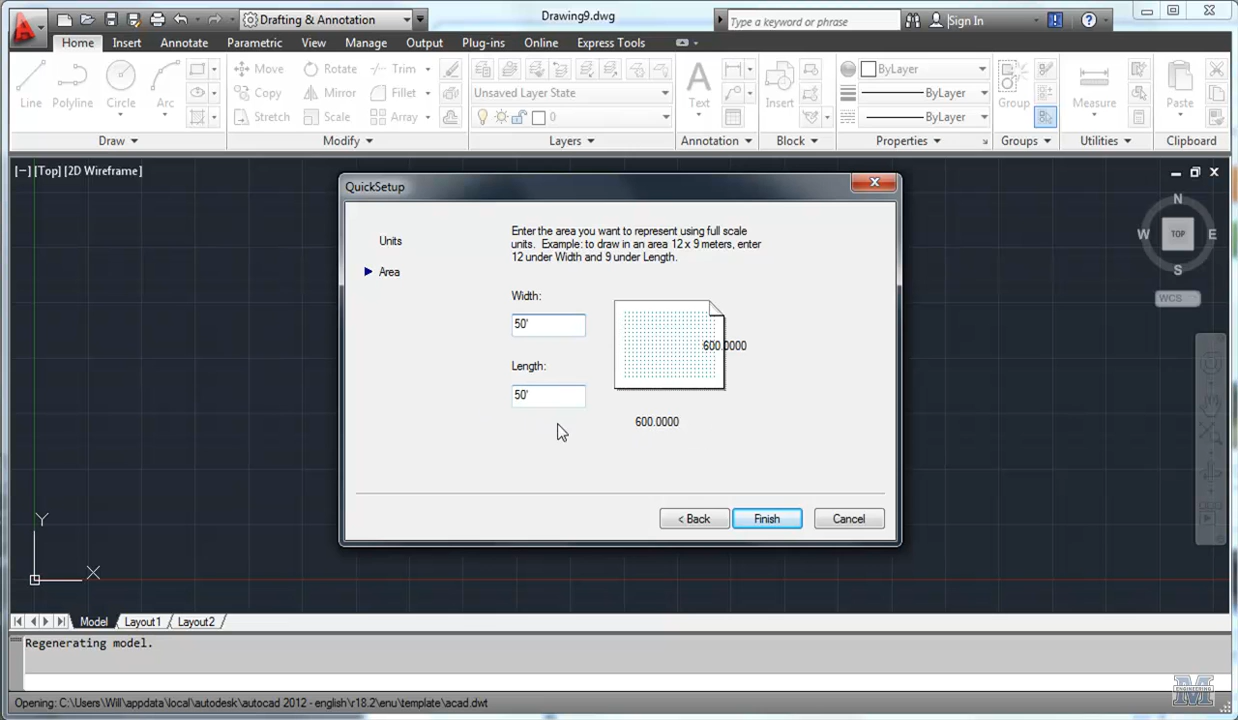 Drafting & Annotation
Drawing9.dwg
Type a keyword or phrase
Sign In
Home Insert Annotate Parametric View Manage Output Plug-ins Online Express Tools
Line
Polyline
Circle
Arc
Move
Rotate
Trim
Copy
Mirror
Fillet
Stretch
Scale
Array
Unsaved Layer State
0
Text
Insert
ByLayer
ByLayer
ByLayer
Group
Measure
Paste
Draw Modify Layers Annotation Block Properties Groups Utilities Clipboard
[−] [Top] [2D Wireframe]
N
W TOP E
S
WCS
QuickSetup
Units
Area
Enter the area you want to represent using full scale
units. Example: to draw in an area 12 x 9 meters, enter
12 under Width and 9 under Length.
Width:
50'
600.0000
Length:
50'
600.0000
< Back Finish Cancel
Y
X
Model Layout1 Layout2
Regenerating model.
Opening: C:\Users\Will\appdata\local\autodesk\autocad 2012 - english\r18.2\enu\template\acad.dwt
M
ENGINEERING